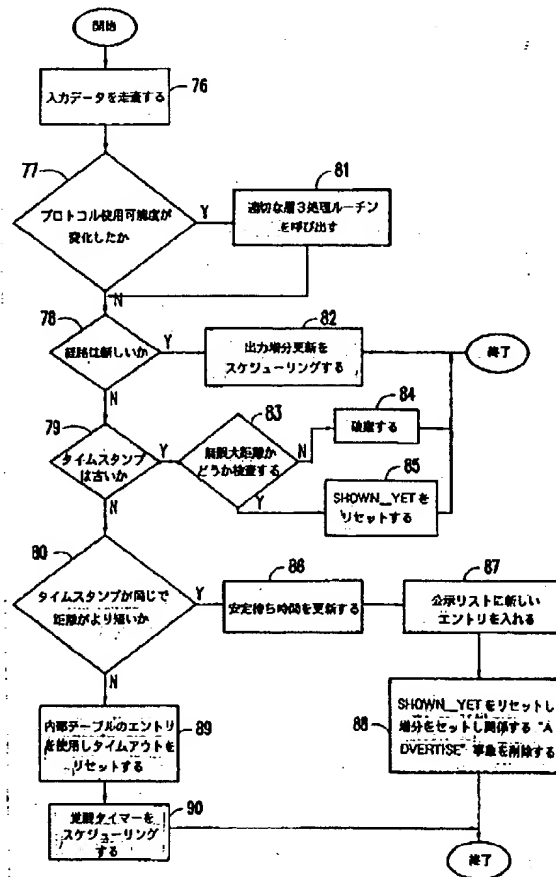 開始
76
入力データを走査する
77
プロトコル使用可能度が
変化したか
Y
81
適切な層3処理ルーチン
を呼び出す
N
78
経路は新しいか
Y
82
出力増分更新を
スケジューリングする
終了
N
79
タイムスタンプ
は古いか
Y
83
無限大距離か
どうか検査する
N
84
破棄する
Y
85
SHOWN_YETを
リセットする
N
80
タイムスタンプが同じで
距離がより短いか
Y
86
安定待ち時間を更新する
87
公示リストに新しい
エントリを入れる
88
SHOWN_YETをリセットし
増分をセットし関係する"A
DVERTISE"事象を削除する
N
89
内部テーブルのエントリ
を使用しタイムアウトを
リセットする
90
タイマーを
スケジューリング
する
終了